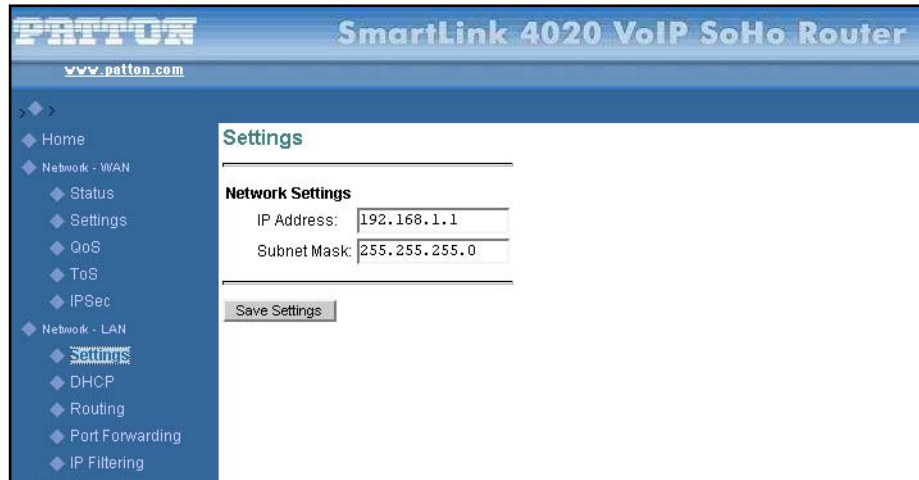 PATTON
SmartLink 4020 VoIP SoHo Router
www.patton.com
> >
Home
Network - WAN
Status
Settings
QoS
ToS
IPSec
Network - LAN
Settings
DHCP
Routing
Port Forwarding
IP Filtering
Settings
Network Settings
IP Address: 192.168.1.1
Subnet Mask: 255.255.255.0
Save Settings